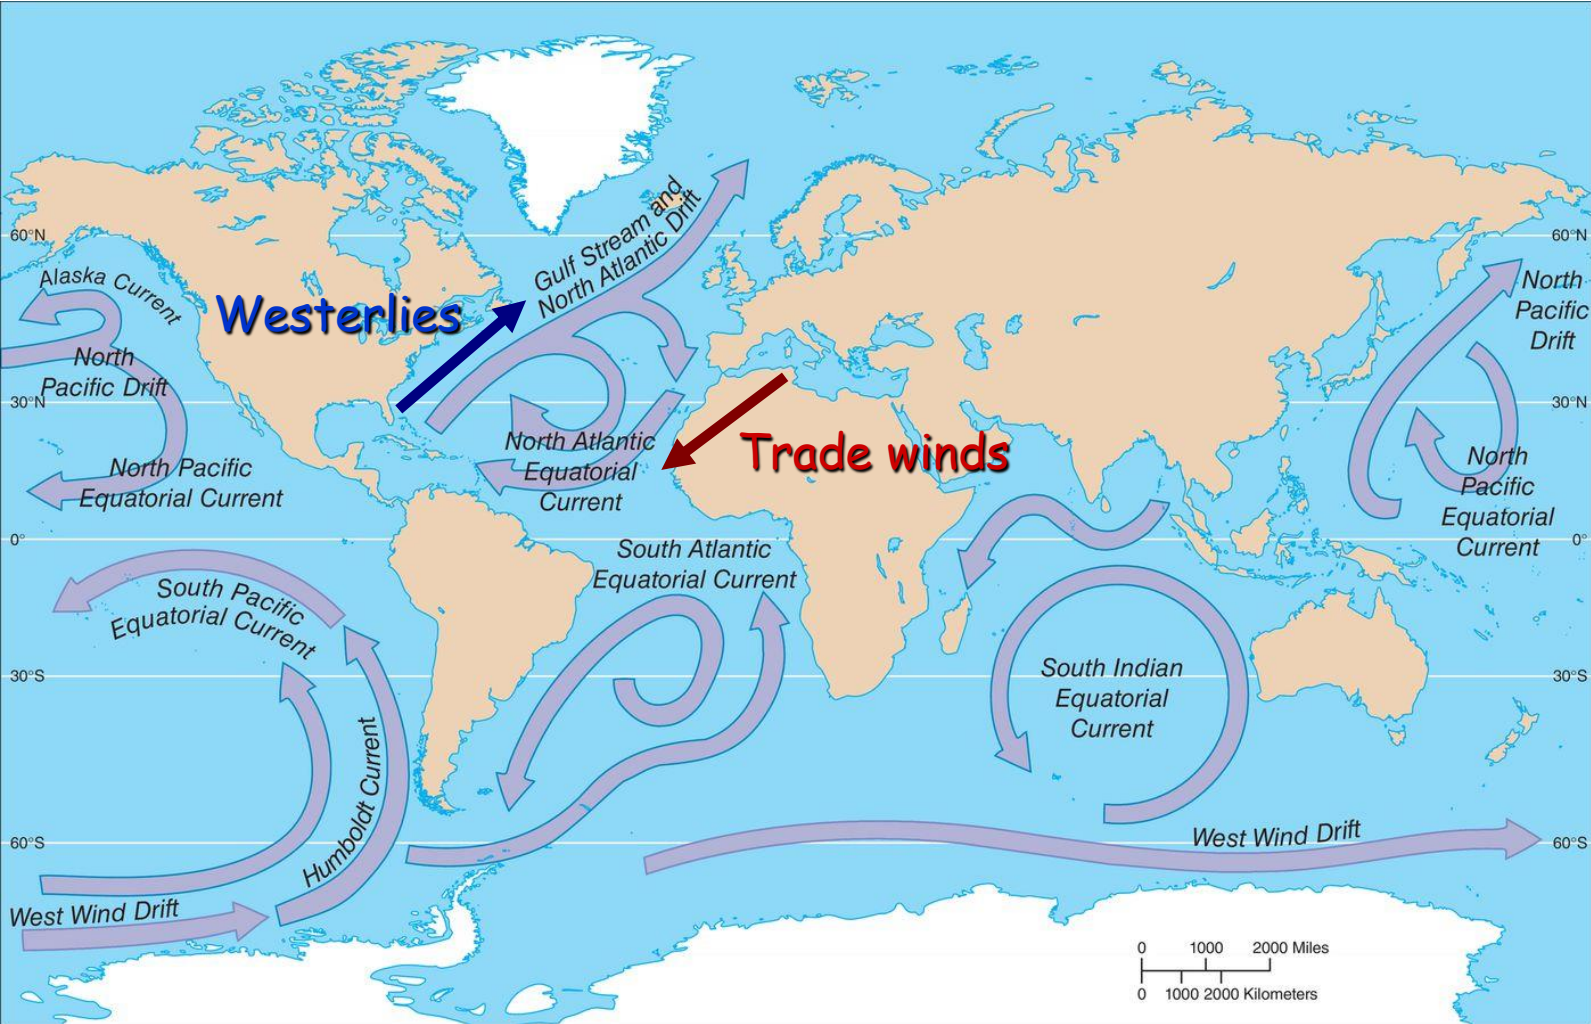 60°N
60°N
Alaska Current
Westerlies
Gulf Stream and
North Atlantic Drift
North
Pacific
Drift
North
Pacific Drift
30°N
30°N
North Pacific
Equatorial Current
North Atlantic
Equatorial
Current
Trade winds
North
Pacific
Equatorial
Current
0°
0°
South Atlantic
Equatorial Current
South Pacific
Equatorial Current
30°S
30°S
South Indian
Equatorial
Current
Humboldt Current
60°S
60°S
West Wind Drift
West Wind Drift
0 1000 2000 Miles
0 1000 2000 Kilometers